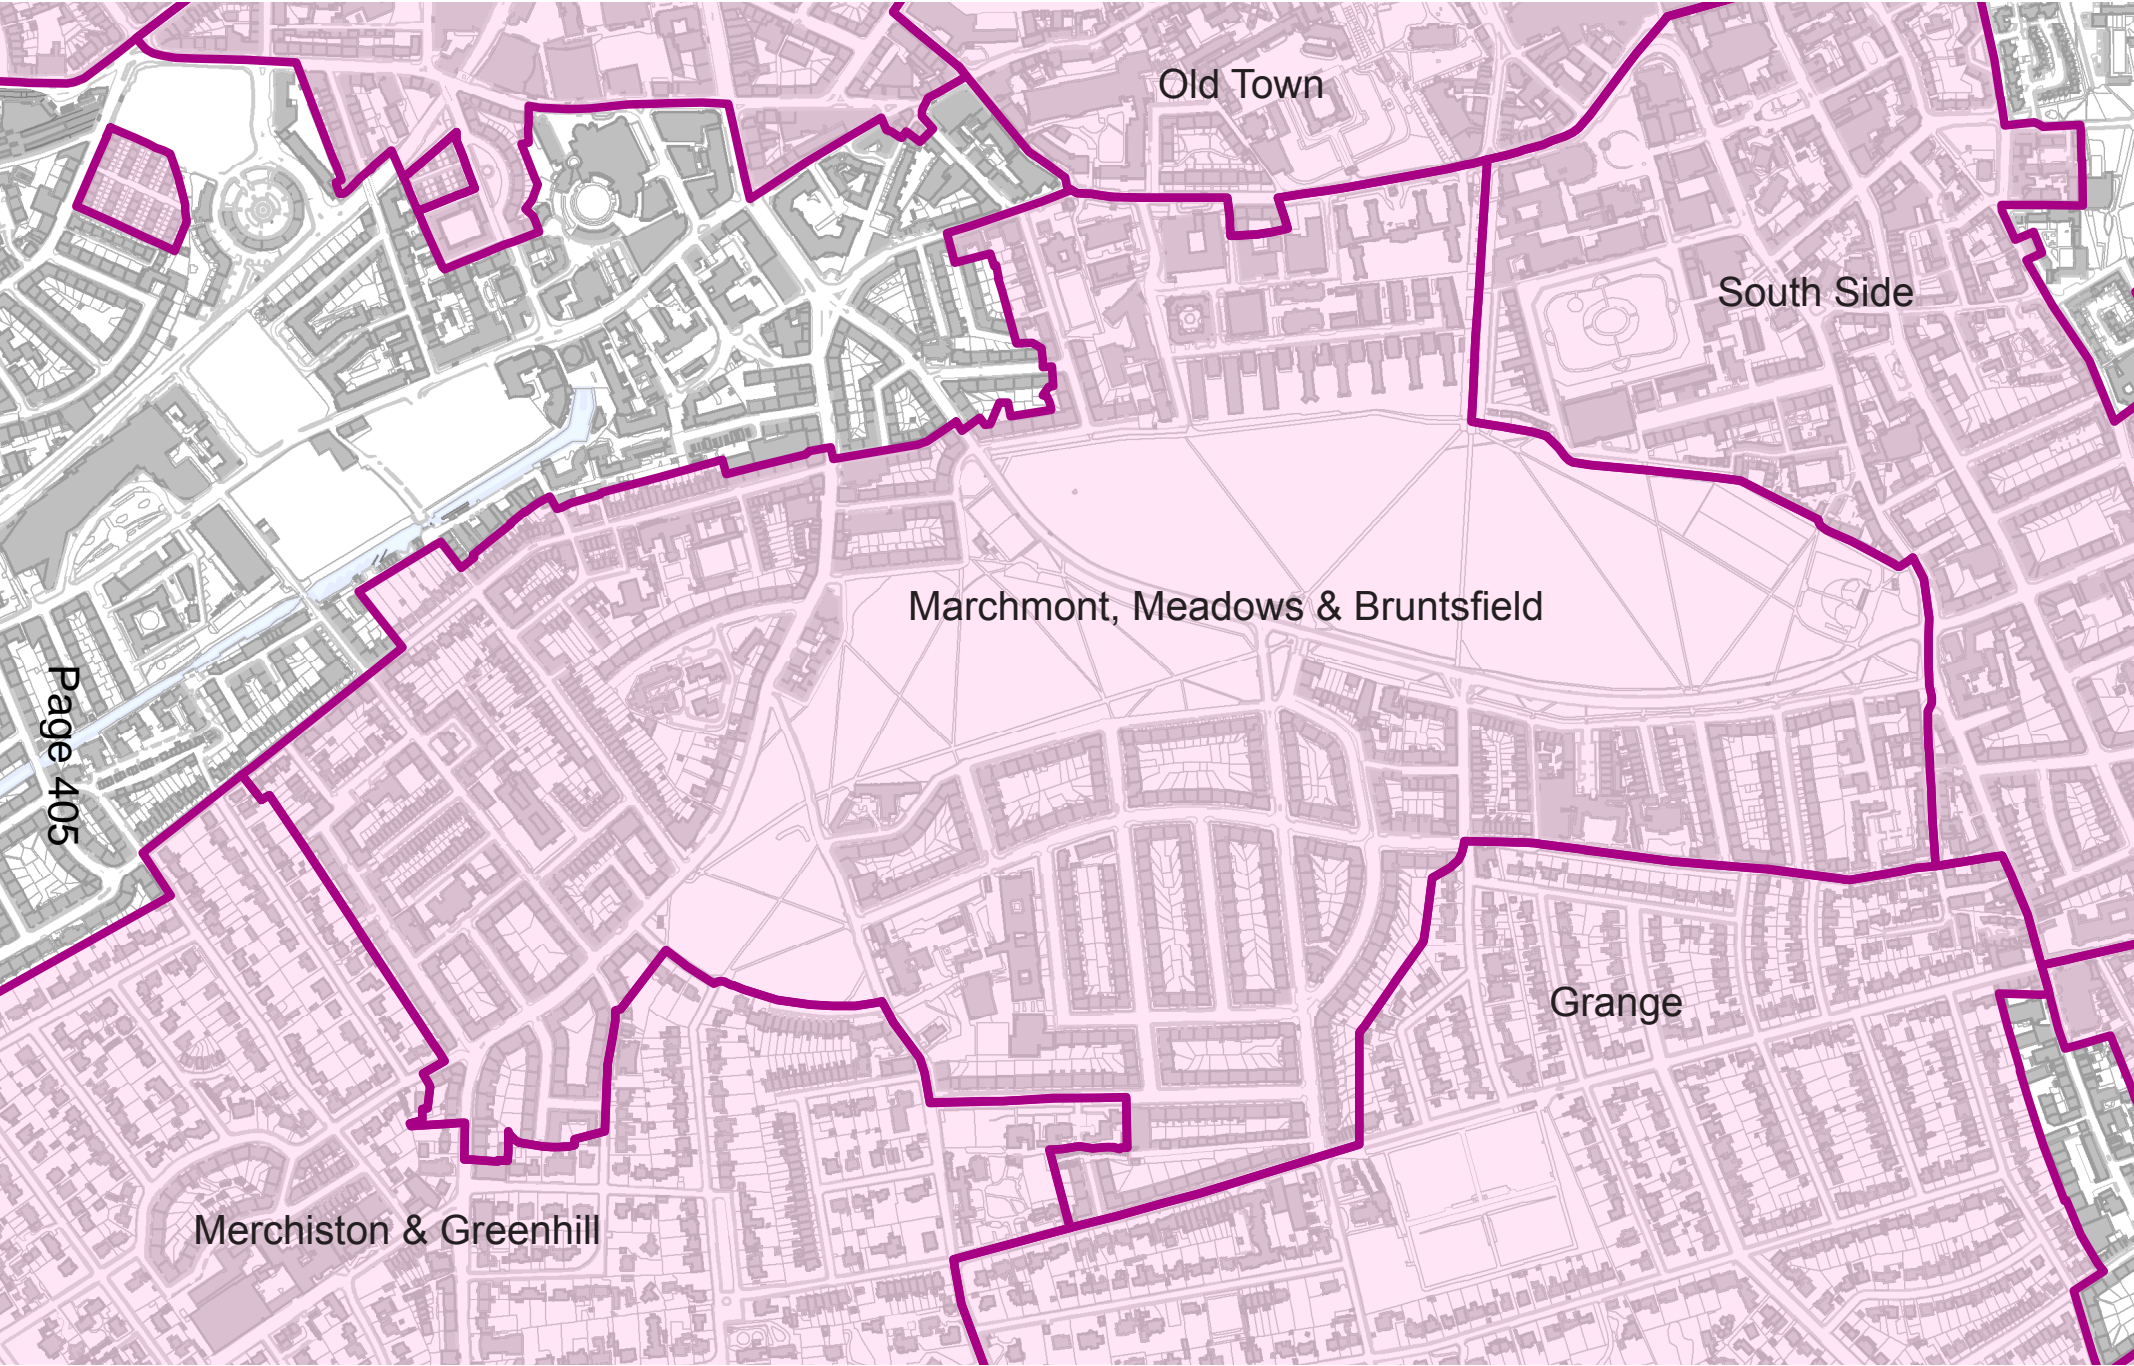 Old Town
South Side
Marchmont, Meadows & Bruntsfield
Page 405
Grange
Merchiston & Greenhill